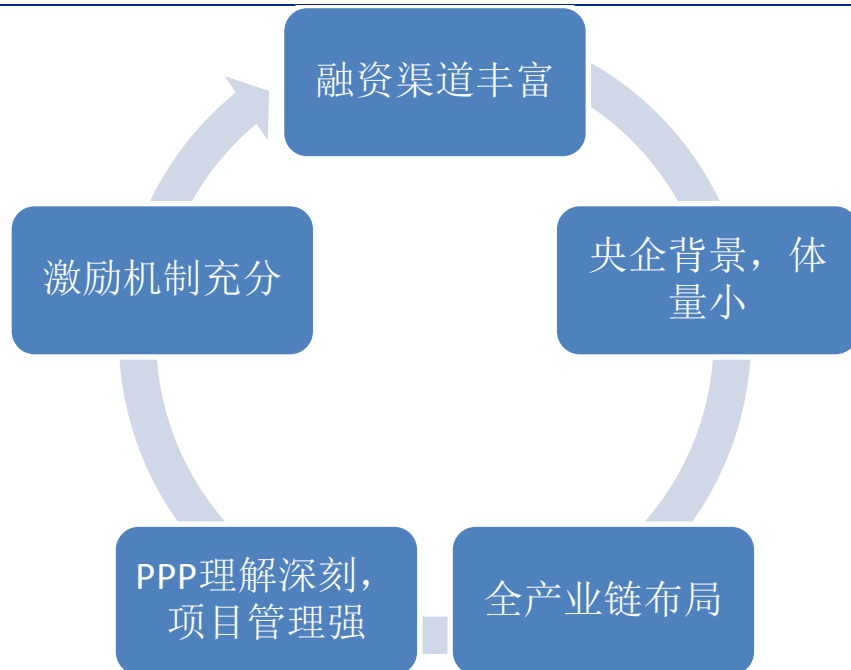 融资渠道丰富
央企背景，体
量小
全产业链布局
PPP理解深刻，
项目管理强
激励机制充分